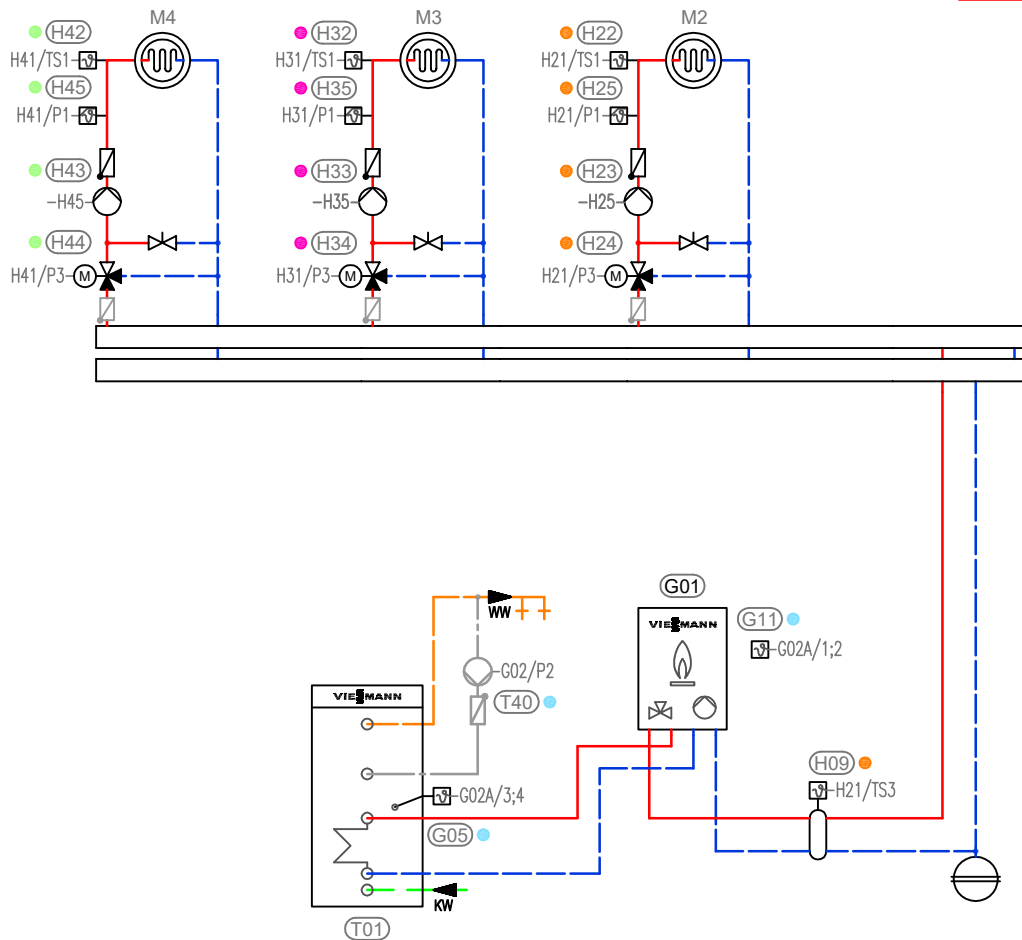 H42 M4 H32 M3 H22 M2
H41/TS1 H31/TS1 H21/TS1
H45 H35 H25
H41/P1 H31/P1 H21/P1
H43 H33 H23
-H45 -H35 -H25
H44 H34 H24
H41/P3 M H31/P3 M H21/P3 M
G01
WW
VIESMANN G11
G02A/1;2
G02/P2
VIESMANN T40
H09
H21/TS3
G02A/3;4
G05
KW
T01